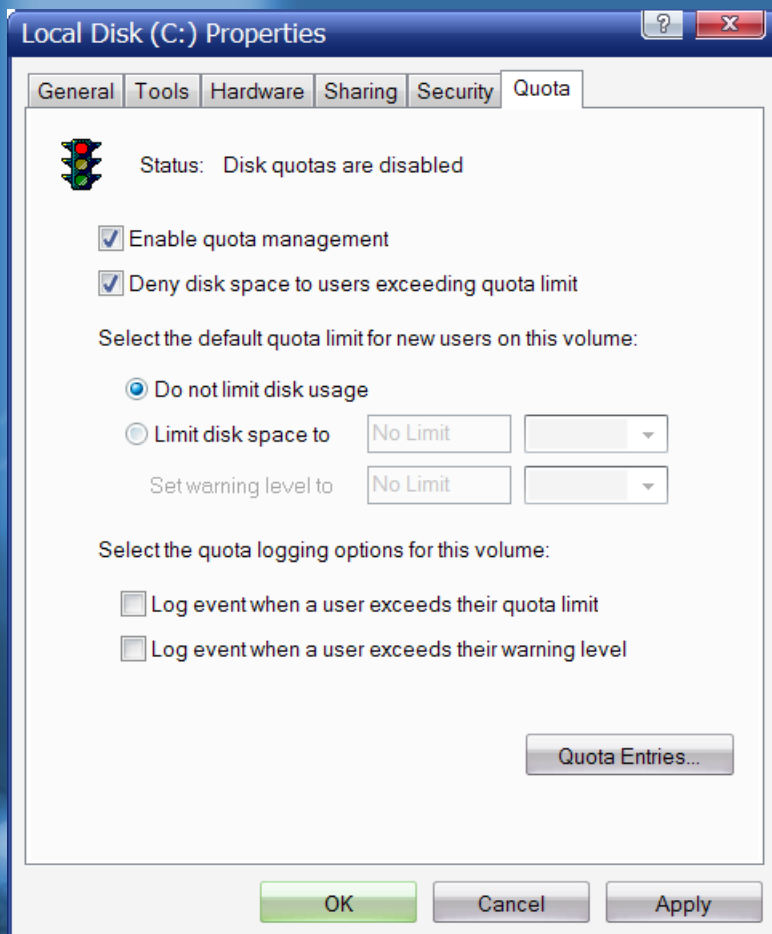 Local Disk (C:) Properties
?
X
General Tools Hardware Sharing Security Quota
Status: Disk quotas are disabled
Enable quota management
Deny disk space to users exceeding quota limit
Select the default quota limit for new users on this volume:
Do not limit disk usage
Limit disk space to No Limit
Set warning level to No Limit
Select the quota logging options for this volume:
Log event when a user exceeds their quota limit
Log event when a user exceeds their warning level
Quota Entries...
OK Cancel Apply